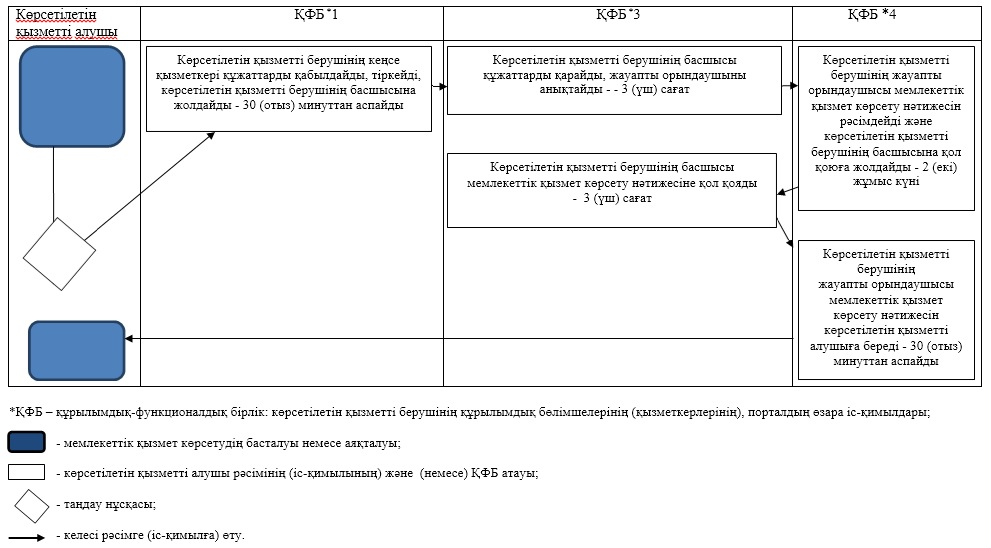 Көрсетілетін
қызметті алушы
ҚФБ *1
ҚФБ *3
ҚФБ *4
Көрсетілетін қызметті берушінің кеңсе
қызметкері құжаттарды қабылдайды, тіркейді,
көрсетілетін қызметті берушінің басшысына
жолдайды - 30 (отыз) минуттан аспайды
Көрсетілетін қызметті берушінің басшысы
құжаттарды қарайды, жауапты орындаушыны
анықтайды - - 3 (үш) сағат
Көрсетілетін қызметті
берушінің жауапты
орындаушысы мемлекеттік
қызмет көрсету нәтижесін
рәсімдейді және
көрсетілетін қызметті
берушінің басшысына қол
қоюға жолдайды - 2 (екі)
жұмыс күні
Көрсетілетін қызметті берушінің басшысы
мемлекеттік қызмет көрсету нәтижесіне қол қояды
- 3 (үш) сағат
Көрсетілетін қызметті
берушінің
жауапты орындаушысы
мемлекеттік қызмет
көрсету нәтижесін
көрсетілетін қызметті
алушыға береді - 30 (отыз)
минуттан аспайды
*ҚФБ – құрылымдық-функционалдық бірлік: көрсетілетін қызметті берушінің құрылымдық бөлімшелерінің (қызметкерлерінің), порталдың өзара іс-қимылдары;
- мемлекеттік қызмет көрсетудің басталуы немесе аяқталуы;
- көрсетілетін қызметті алушы рәсімінің (іс-қимылының) және (немесе) ҚФБ атауы;
- таңдау нұсқасы;
- келесі рәсімге (іс-қимылға) өту.